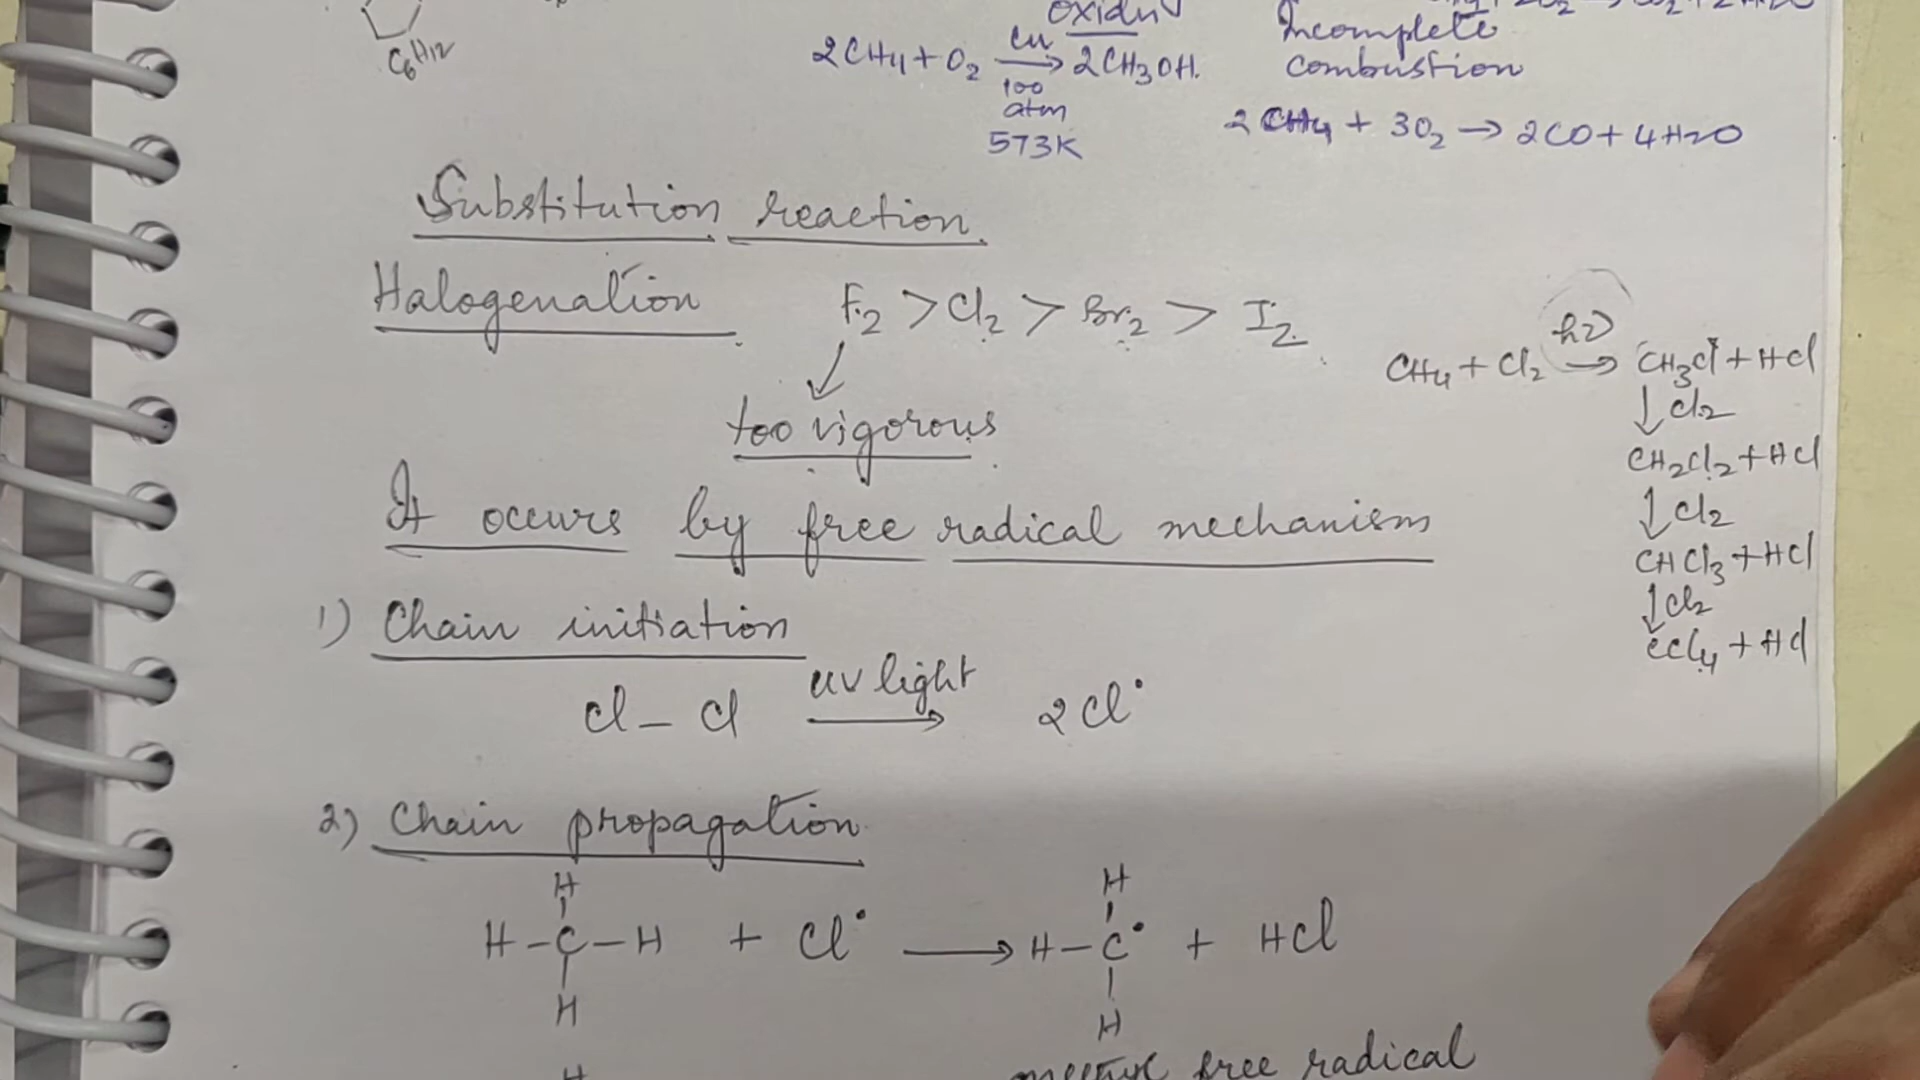 C6H12
2CH4 + O2 Cu → 2CH3OH.
100
atm
573K
Incomplete
combustion
2CH4 + 3O2 → 2CO + 4H2O
Substitution reaction.
Halogenation F2 > Cl2 > Br2 > I2
too vigorous
CH4 + Cl2 hν → CH3Cl + HCl
↓ Cl2
CH2Cl2 + HCl
↓ Cl2
CHCl3 + HCl
↓ Cl2
CCl4 + HCl
It occurs by free radical mechanism
1) Chain initiation
Cl – Cl uv light → 2Cl•
2) Chain propagation
H H
H – C – H + Cl• → H – C• + HCl
H H
methyl free radical
H